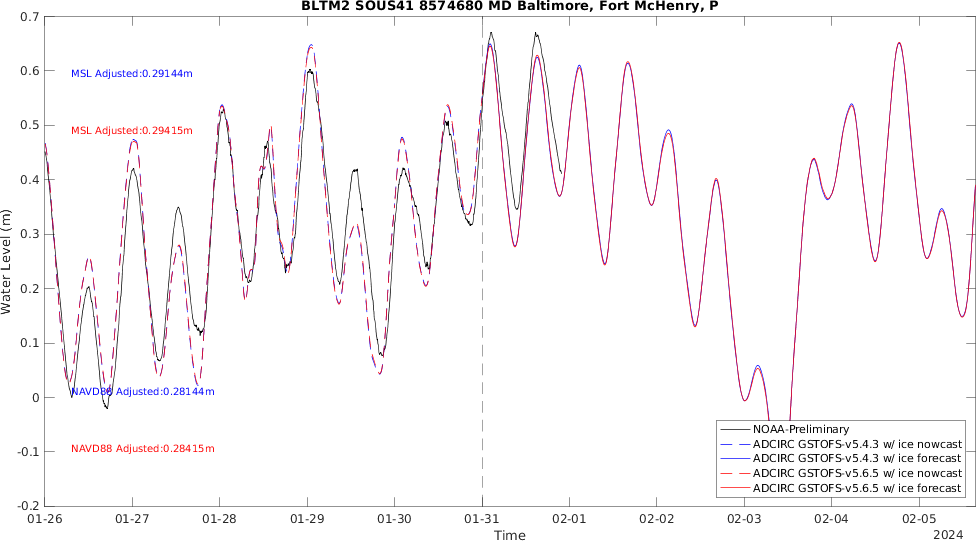 BLTM2 SOUS41 8574680 MD Baltimore, Fort McHenry, P
0.7
0.6
0.5
0.4
0.3
0.2
0.1
0
-0.1
-0.2
Water Level (m)
MSL Adjusted:0.29144m
MSL Adjusted:0.29415m
NAVD88 Adjusted:0.28144m
NAVD88 Adjusted:0.28415m
NOAA-Preliminary
ADCIRC GSTOFS-v5.4.3 w/ ice nowcast
ADCIRC GSTOFS-v5.4.3 w/ ice forecast
ADCIRC GSTOFS-v5.6.5 w/ ice nowcast
ADCIRC GSTOFS-v5.6.5 w/ ice forecast
01-26 01-27 01-28 01-29 01-30 01-31 02-01 02-02 02-03 02-04 02-05
Time
2024